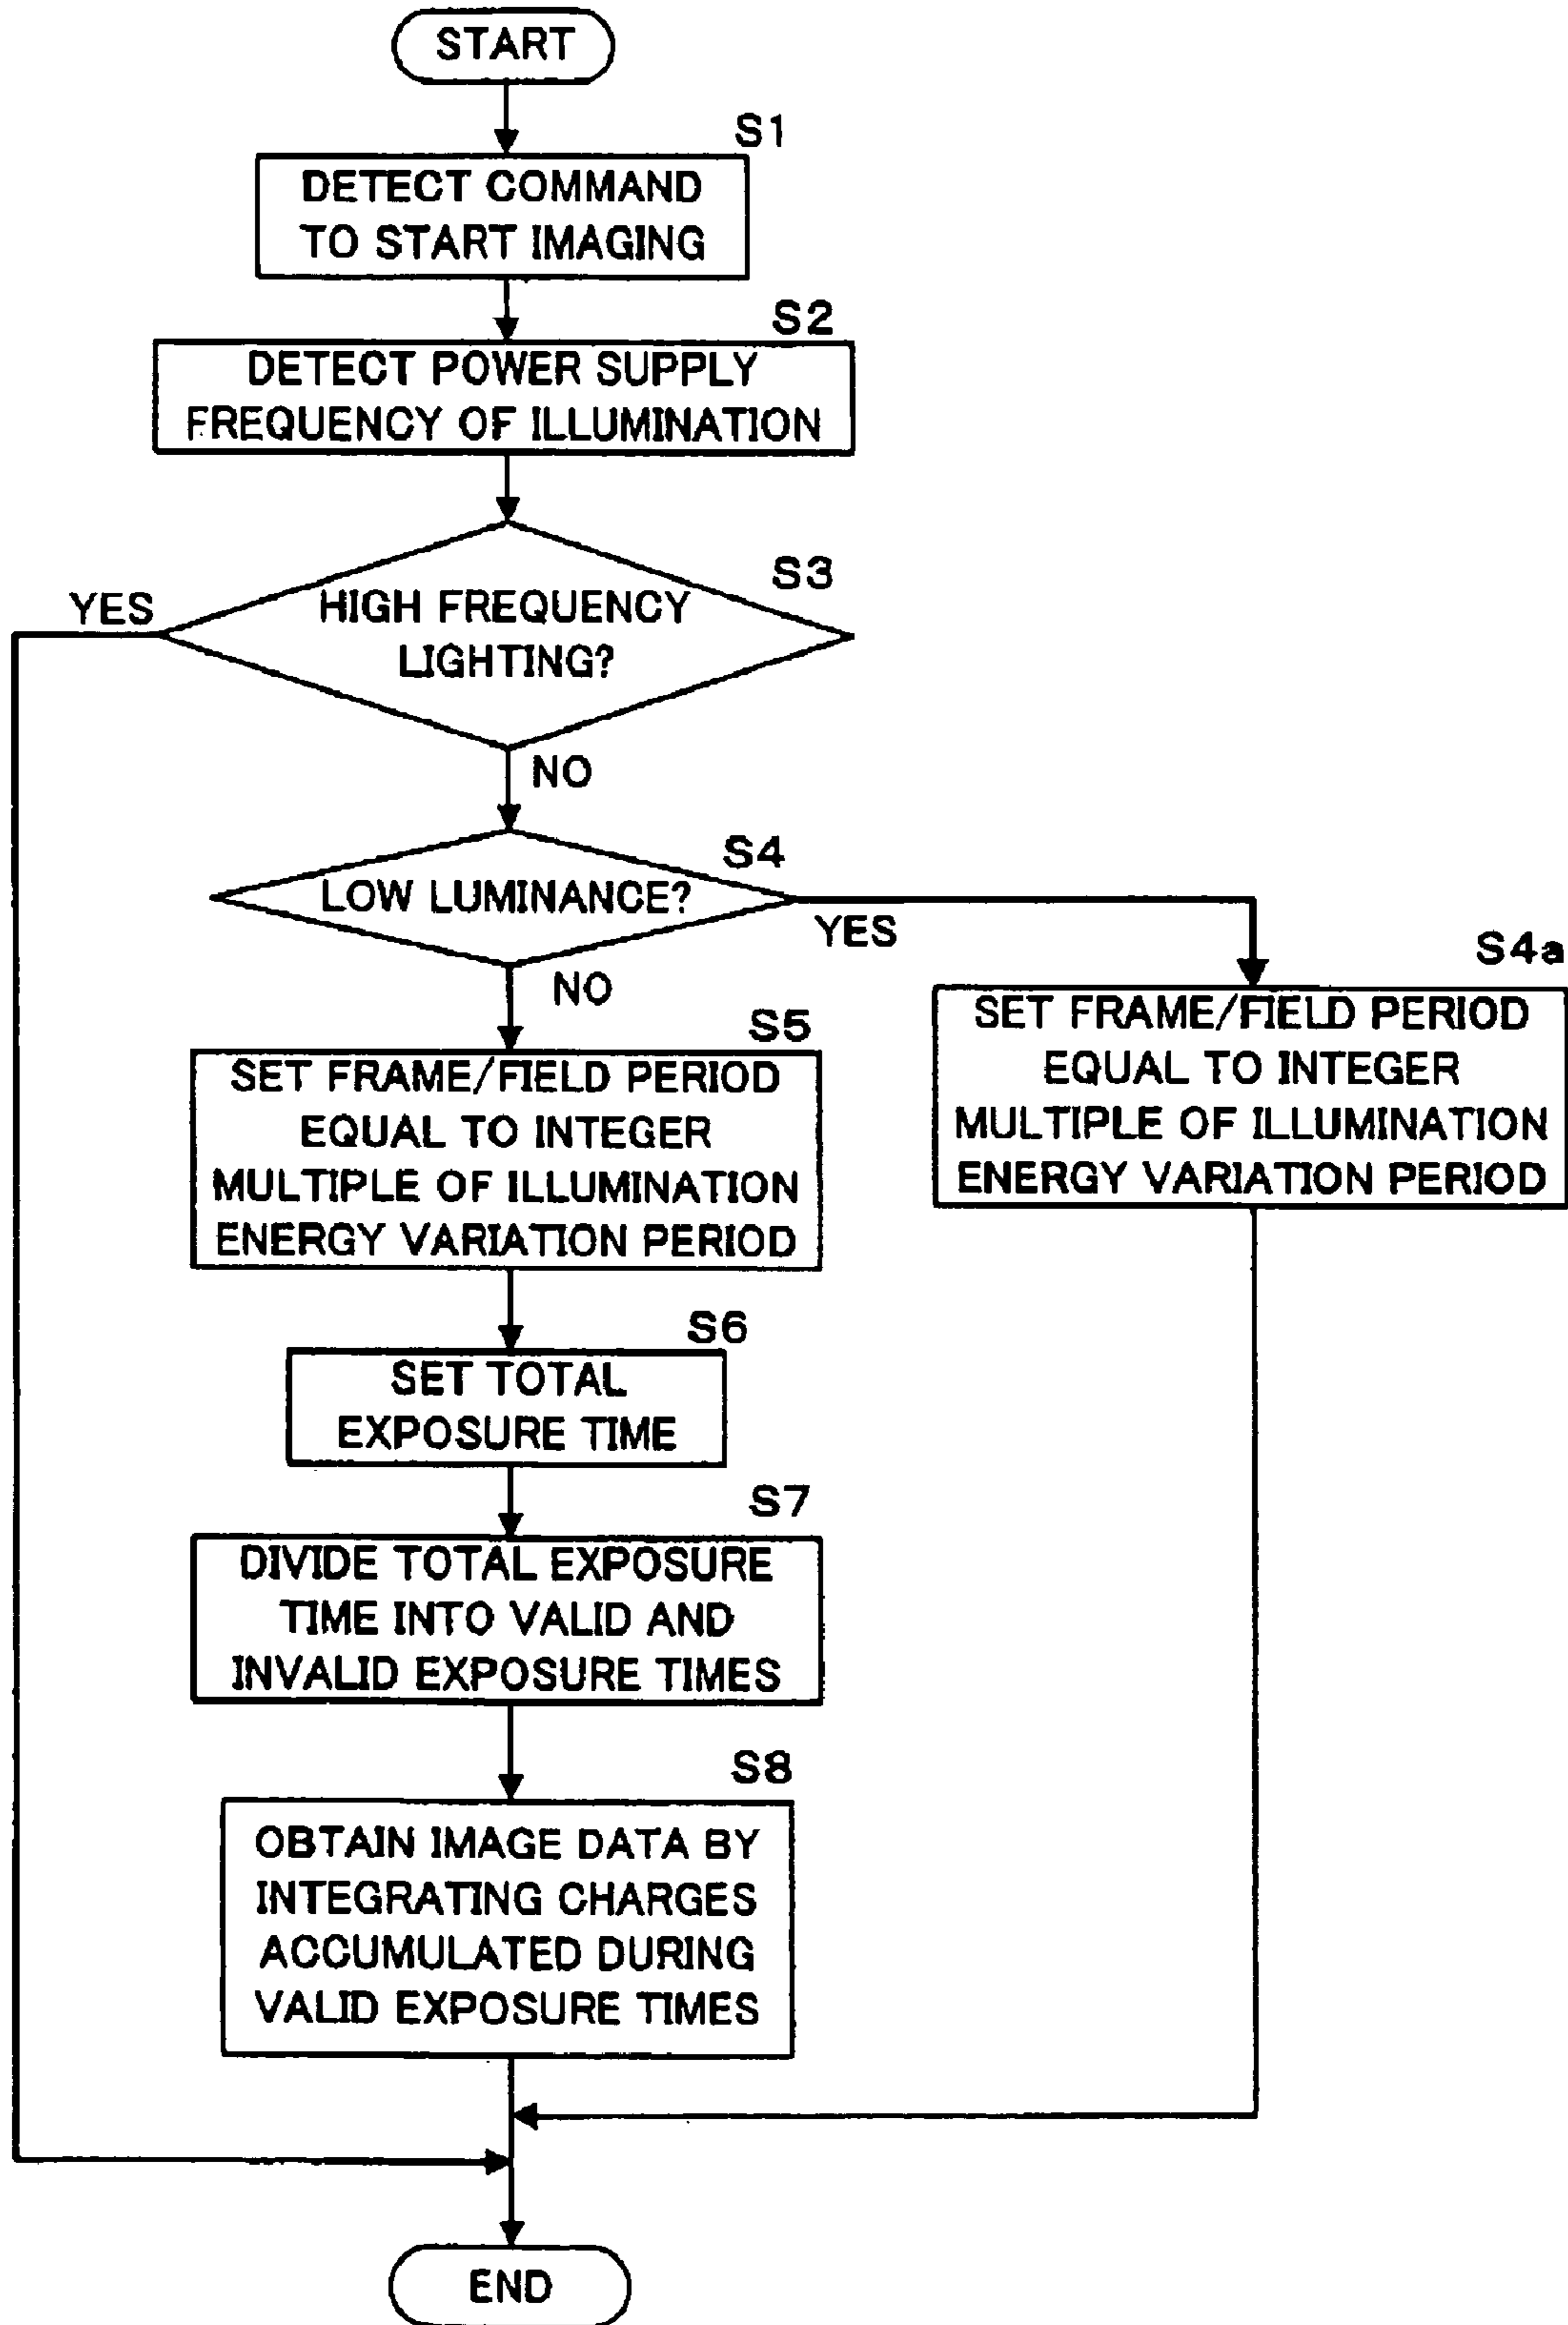 START
S1
DETECT COMMAND
TO START IMAGING
S2
DETECT POWER SUPPLY
FREQUENCY OF ILLUMINATION
S3
HIGH FREQUENCY
LIGHTING?
YES
NO
S4
LOW LUMINANCE?
YES
NO
S4a
SET FRAME/FIELD PERIOD
EQUAL TO INTEGER
MULTIPLE OF ILLUMINATION
ENERGY VARIATION PERIOD
S5
SET FRAME/FIELD PERIOD
EQUAL TO INTEGER
MULTIPLE OF ILLUMINATION
ENERGY VARIATION PERIOD
S6
SET TOTAL
EXPOSURE TIME
S7
DIVIDE TOTAL EXPOSURE
TIME INTO VALID AND
INVALID EXPOSURE TIMES
S8
OBTAIN IMAGE DATA BY
INTEGRATING CHARGES
ACCUMULATED DURING
VALID EXPOSURE TIMES
END